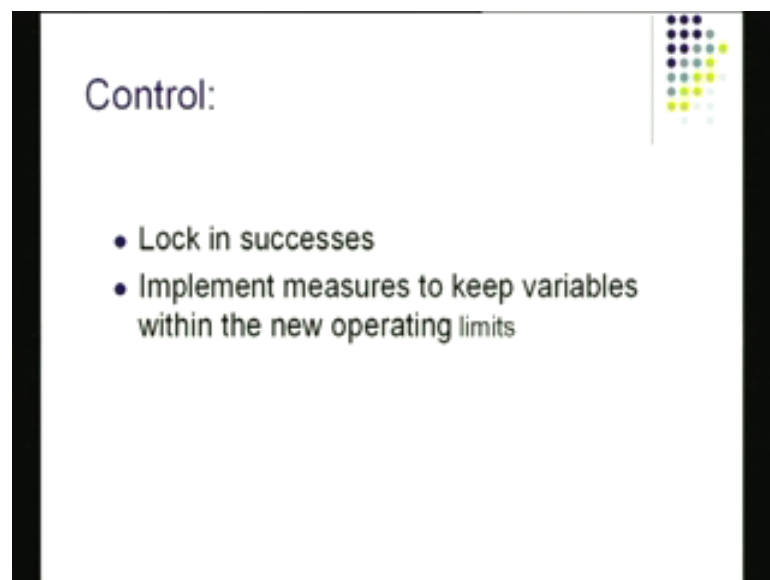 Control:
Lock in successes
Implement measures to keep variables
within the new operating limits